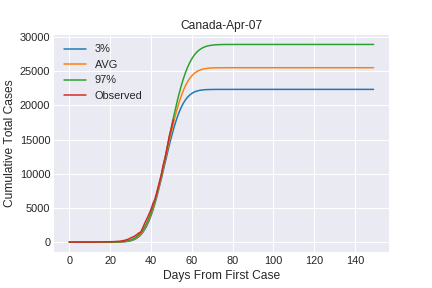 Canada-Apr-07
3%
AVG
97%
Observed
Cumulative Total Cases
30000
25000
20000
15000
10000
5000
0
0 20 40 60 80 100 120 140
Days From First Case